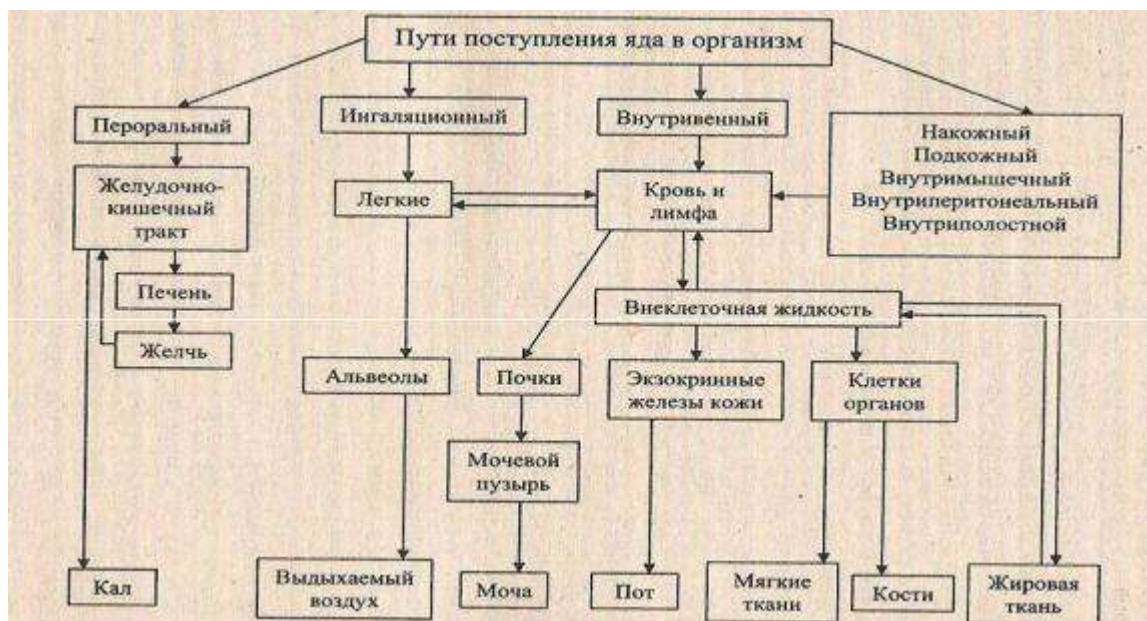 Пути поступления яда в организм
Пероральный
Ингаляционный
Внутривенный
Накожный
Подкожный
Внутримышечный
Внутриперитонеальный
Внутриполостной
Желудочно-
кишечный
тракт
Легкие
Кровь и
лимфа
Печень
Внеклеточная жидкость
Желчь
Альвеолы
Почки
Экзокринные
железы кожи
Клетки
органов
Мочевой
пузырь
Кал
Выдыхаемый
воздух
Моча
Пот
Мягкие
ткани
Кости
Жировая
ткань